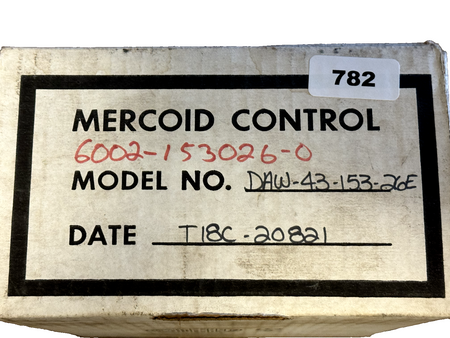 782
MERCOID CONTROL
6002-153026-0
MODEL NO. DAW-43-153-26E
DATE T18C-20821